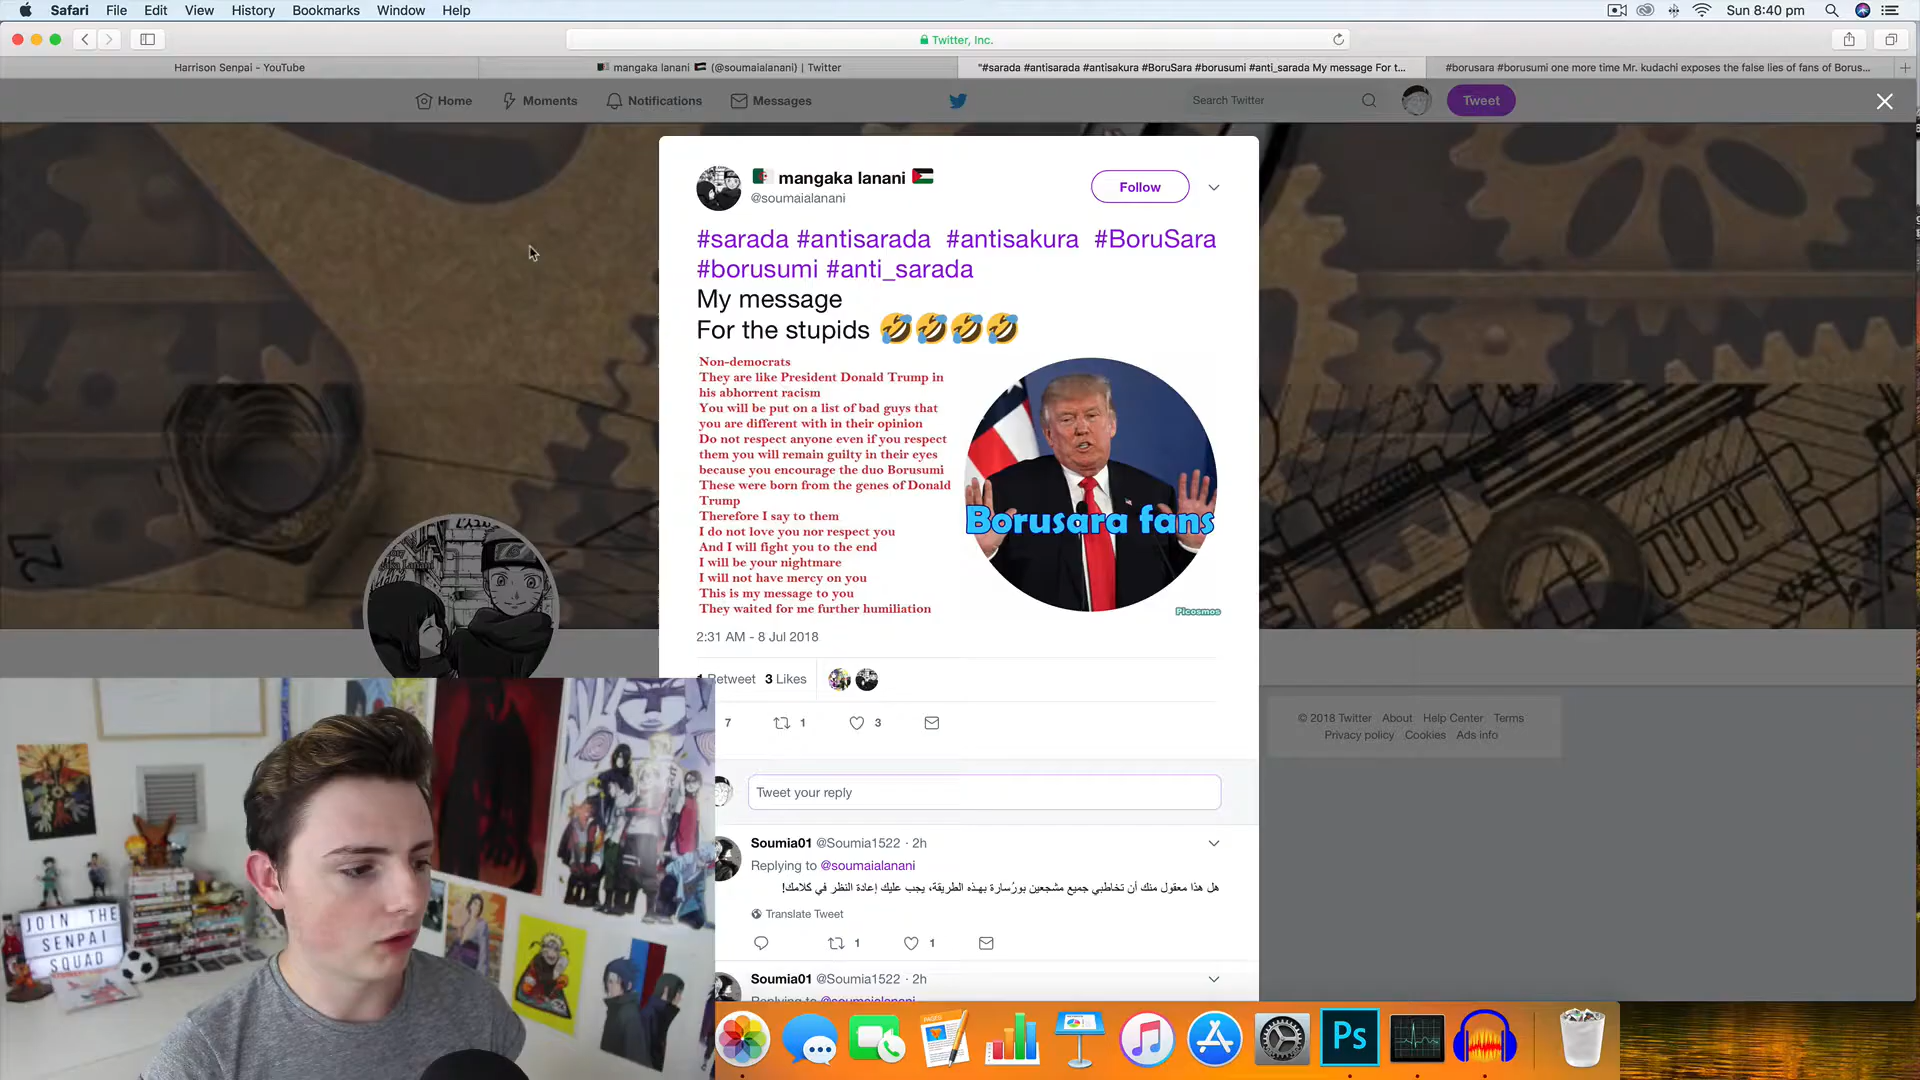 Safari File Edit View History Bookmarks Window Help
Sun 8:40 pm
Twitter, Inc.
Harrison Senpai - YouTube
mangaka lanani (@soumaialanani) | Twitter
"#sarada #antisarada #antisakura #BoruSara #borusumi #anti_sarada My message For t...
#borusara #borusumi one more time Mr. kudachi exposes the false lies of fans of Borus...
Home Moments Notifications Messages
Search Twitter
Tweet
mangaka lanani
@soumaialanani
Follow
#sarada #antisarada #antisakura #BoruSara
#borusumi #anti_sarada
My message
For the stupids 🤣🤣🤣🤣
Non-democrats
They are like President Donald Trump in
his abhorrent racism
You will be put on a list of bad guys that
you are different with in their opinion
Do not respect anyone even if you respect
them you will remain guilty in their eyes
because you encourage the duo Borusumi
These were born from the genes of Donald
Trump
Therefore I say to them
I do not love you nor respect you
And I will fight you to the end
I will be your nightmare
I will not have mercy on you
This is my message to you
They waited for me further humiliation
Borusara fans
Picosmos
2:31 AM - 8 Jul 2018
1 Retweet 3 Likes
7 1 3
Tweet your reply
Soumia01 @Soumia1522 · 2h
Replying to @soumaialanani
هل هذا معقول منك أن تخاطبي جميع مشجعين بورُسارة بهذه الطريقة، يجب عليك إعادة النظر في كلامك!
Translate Tweet
1 1
Soumia01 @Soumia1522 · 2h
Replying to @soumaialanani
© 2018 Twitter About Help Center Terms
Privacy policy Cookies Ads info
JOIN THE
SENPAI
SQUAD
PAGES
Ps